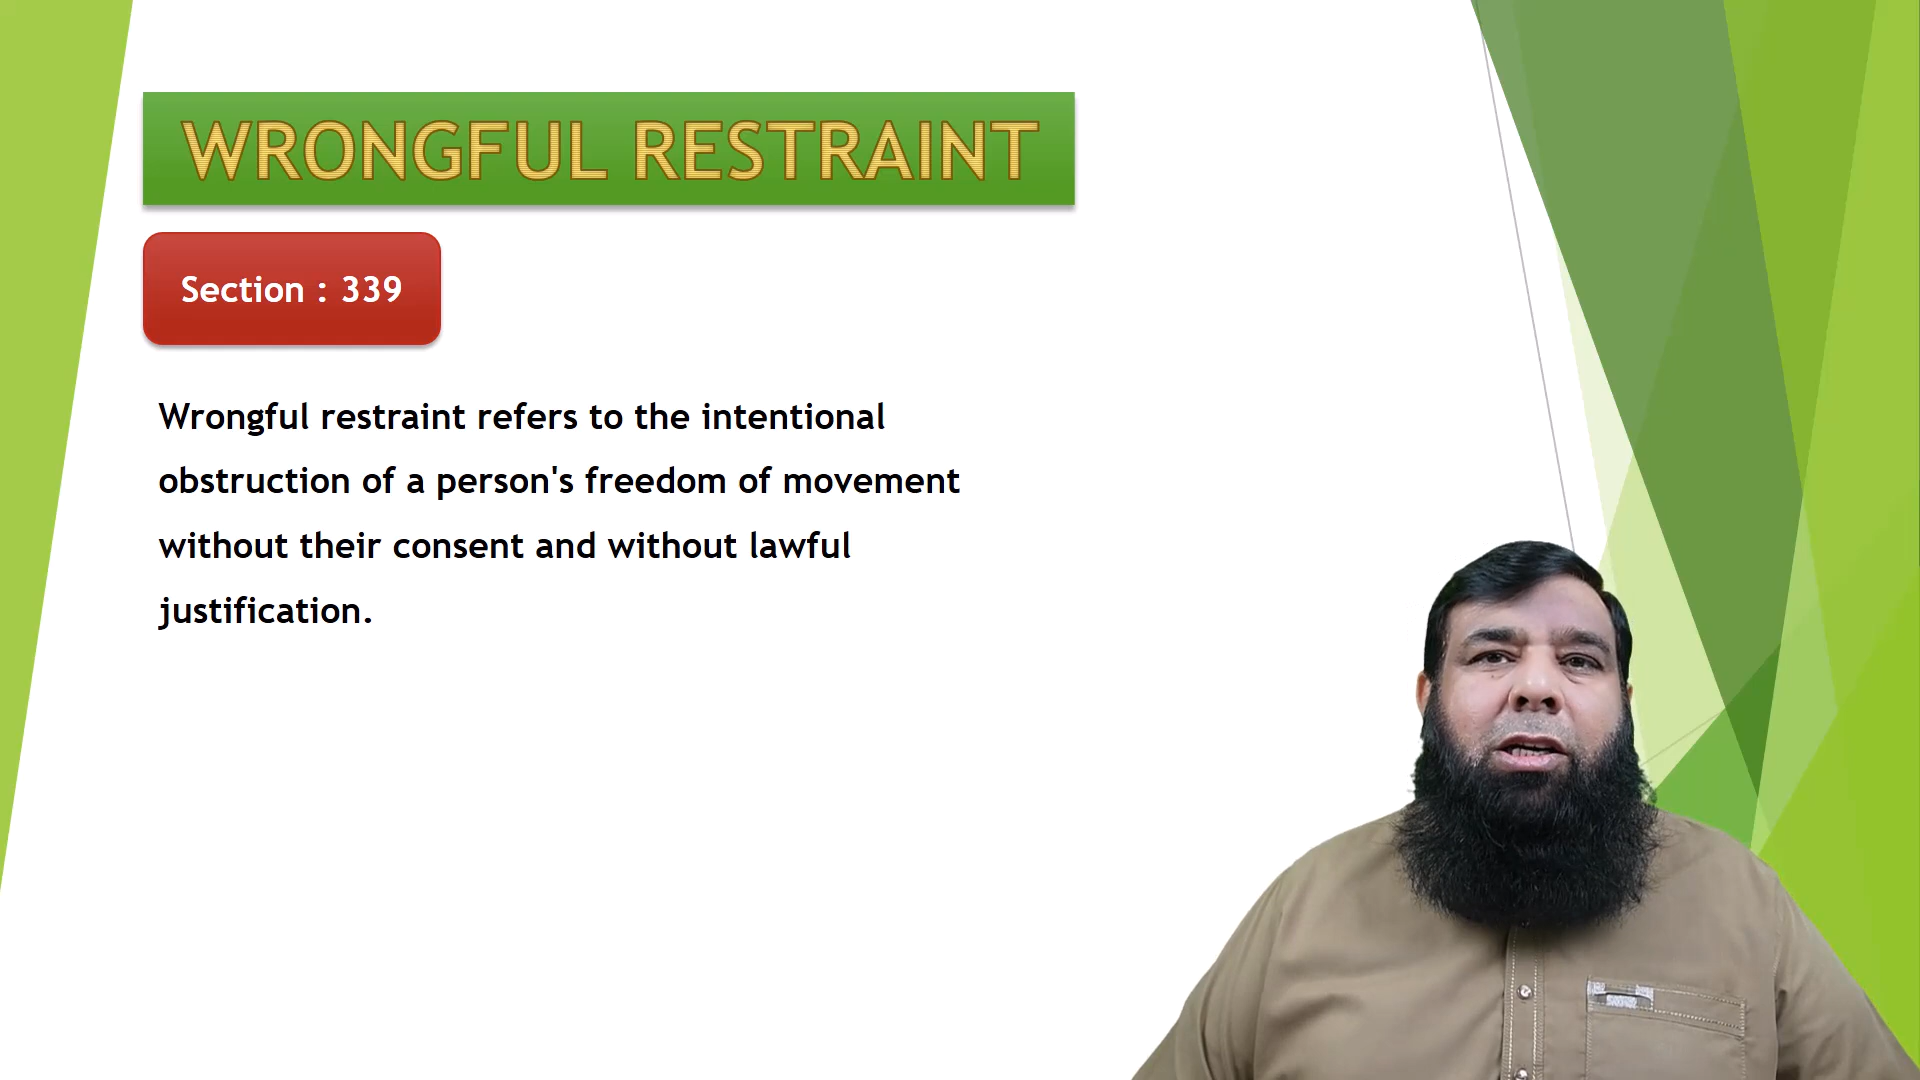 WRONGFUL RESTRAINT
Section : 339
Wrongful restraint refers to the intentional
obstruction of a person's freedom of movement
without their consent and without lawful
justification.